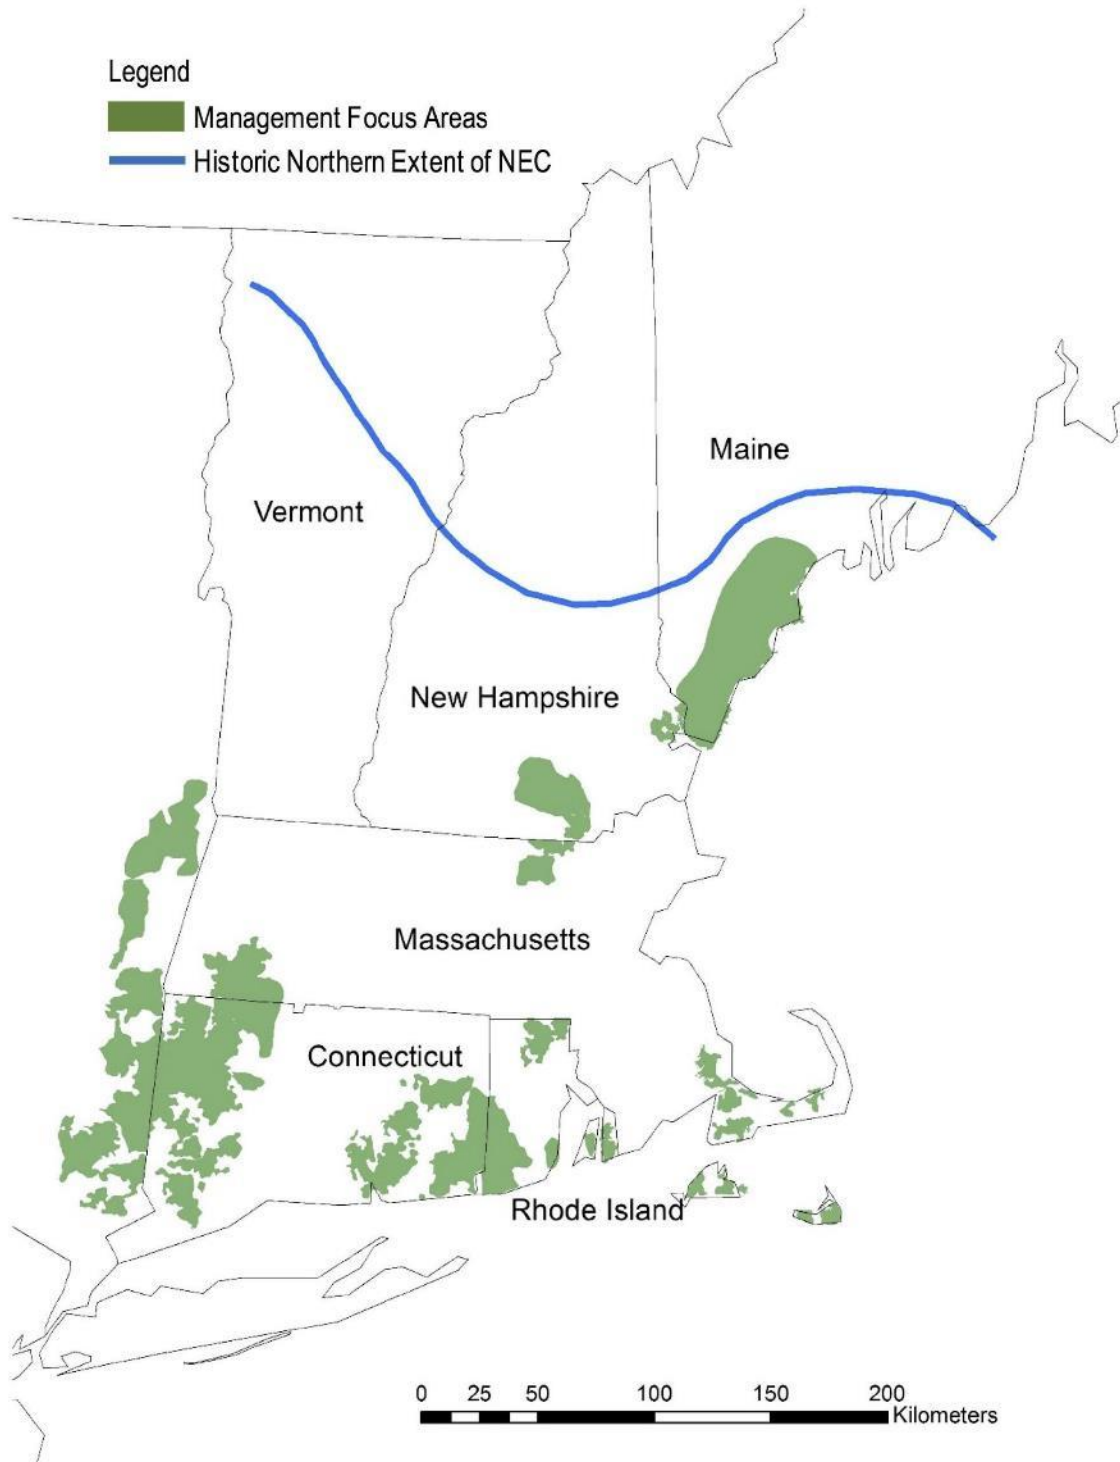 Legend
Management Focus Areas
Historic Northern Extent of NEC
Maine
Vermont
New Hampshire
Massachusetts
Connecticut
Rhode Island
0 25 50 100 150 200
Kilometers